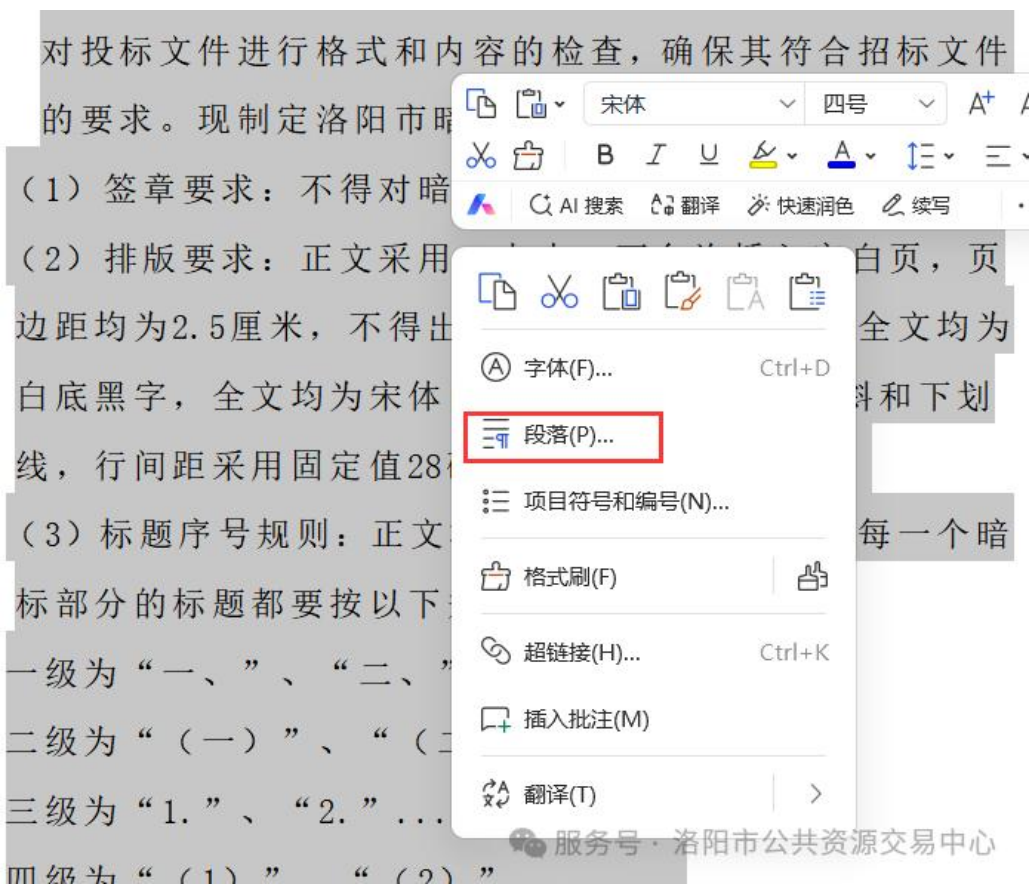 对投标文件进行格式和内容的检查，确保其符合招标文件
的要求。现制定洛阳市暗
宋体 四号 A+
B I U A
AI 搜索 翻译 快速润色 续写
（1）签章要求：不得对暗
（2）排版要求：正文采用 白页，页
边距均为2.5厘米，不得出 全文均为
字体(F)... Ctrl+D
白底黑字，全文均为宋体 斜和下划
段落(P)...
线，行间距采用固定值28
项目符号和编号(N)...
（3）标题序号规则：正文 每一个暗
格式刷(F)
标部分的标题都要按以下
超链接(H)... Ctrl+K
一级为“一、”、“二、”
插入批注(M)
二级为“（一）”、“（二
翻译(T)
三级为“1.”、“2.”...
服务号 · 洛阳市公共资源交易中心
四级为“（1）”、“（2）”